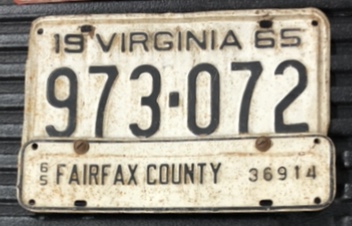 19 VIRGINIA 65
973·072
65 FAIRFAX COUNTY 36914